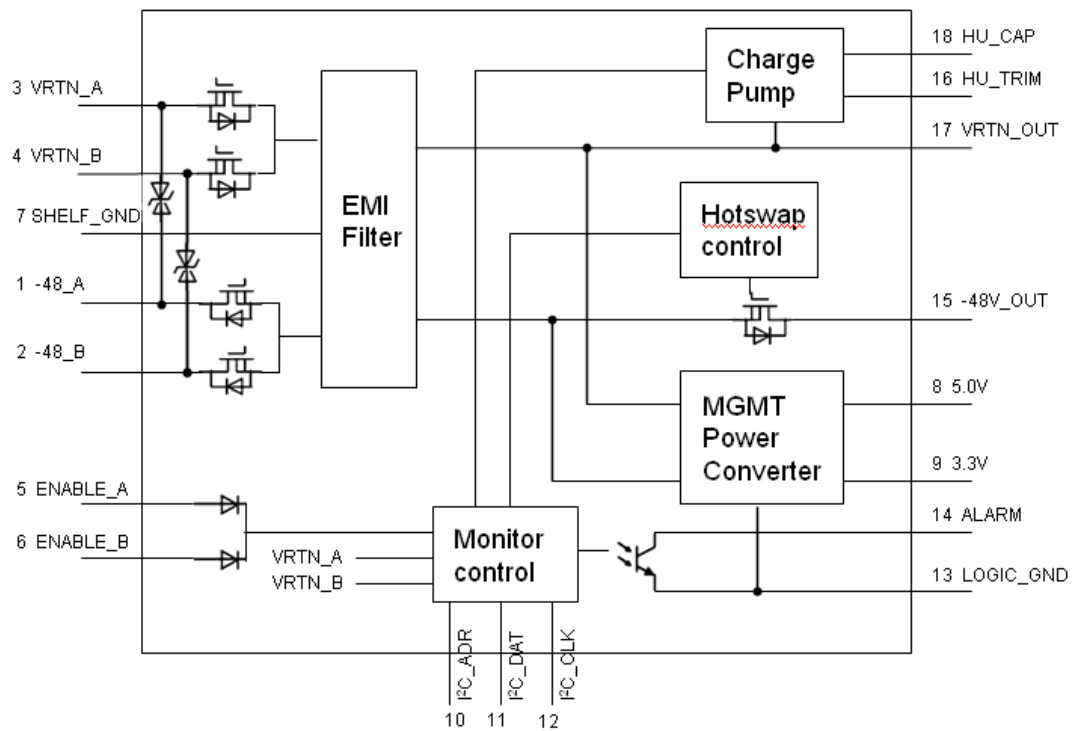 3 VRTN_A
4 VRTN_B
7 SHELF_GND
1 -48_A
2 -48_B
5 ENABLE_A
6 ENABLE_B
EMI
Filter
Charge
Pump
Hotswap
control
MGMT
Power
Converter
VRTN_A
VRTN_B
Monitor
control
18 HU_CAP
16 HU_TRIM
17 VRTN_OUT
15 -48V_OUT
8 5.0V
9 3.3V
14 ALARM
13 LOGIC_GND
I²C_ADR
I²C_DAT
I²C_CLK
10
11
12